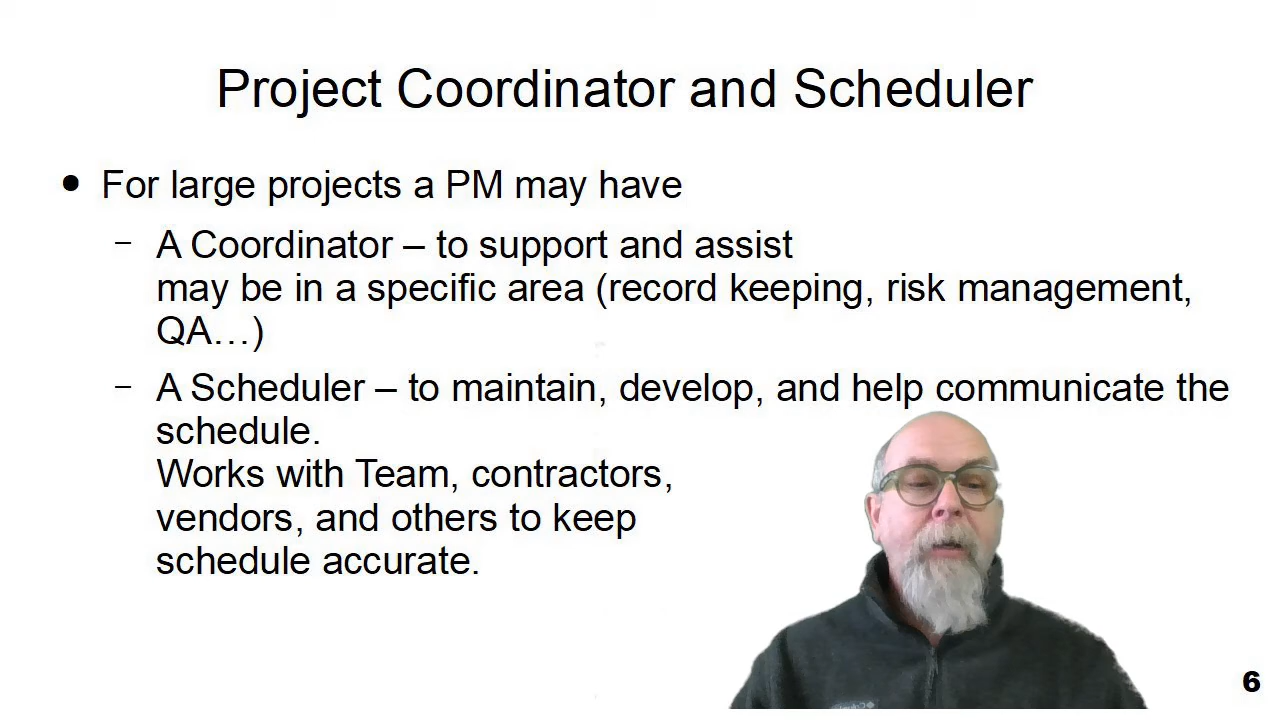 Project Coordinator and Scheduler
● For large projects a PM may have
– A Coordinator – to support and assist
may be in a specific area (record keeping, risk management,
QA…)
– A Scheduler – to maintain, develop, and help communicate the
schedule.
Works with Team, contractors,
vendors, and others to keep
schedule accurate.
6